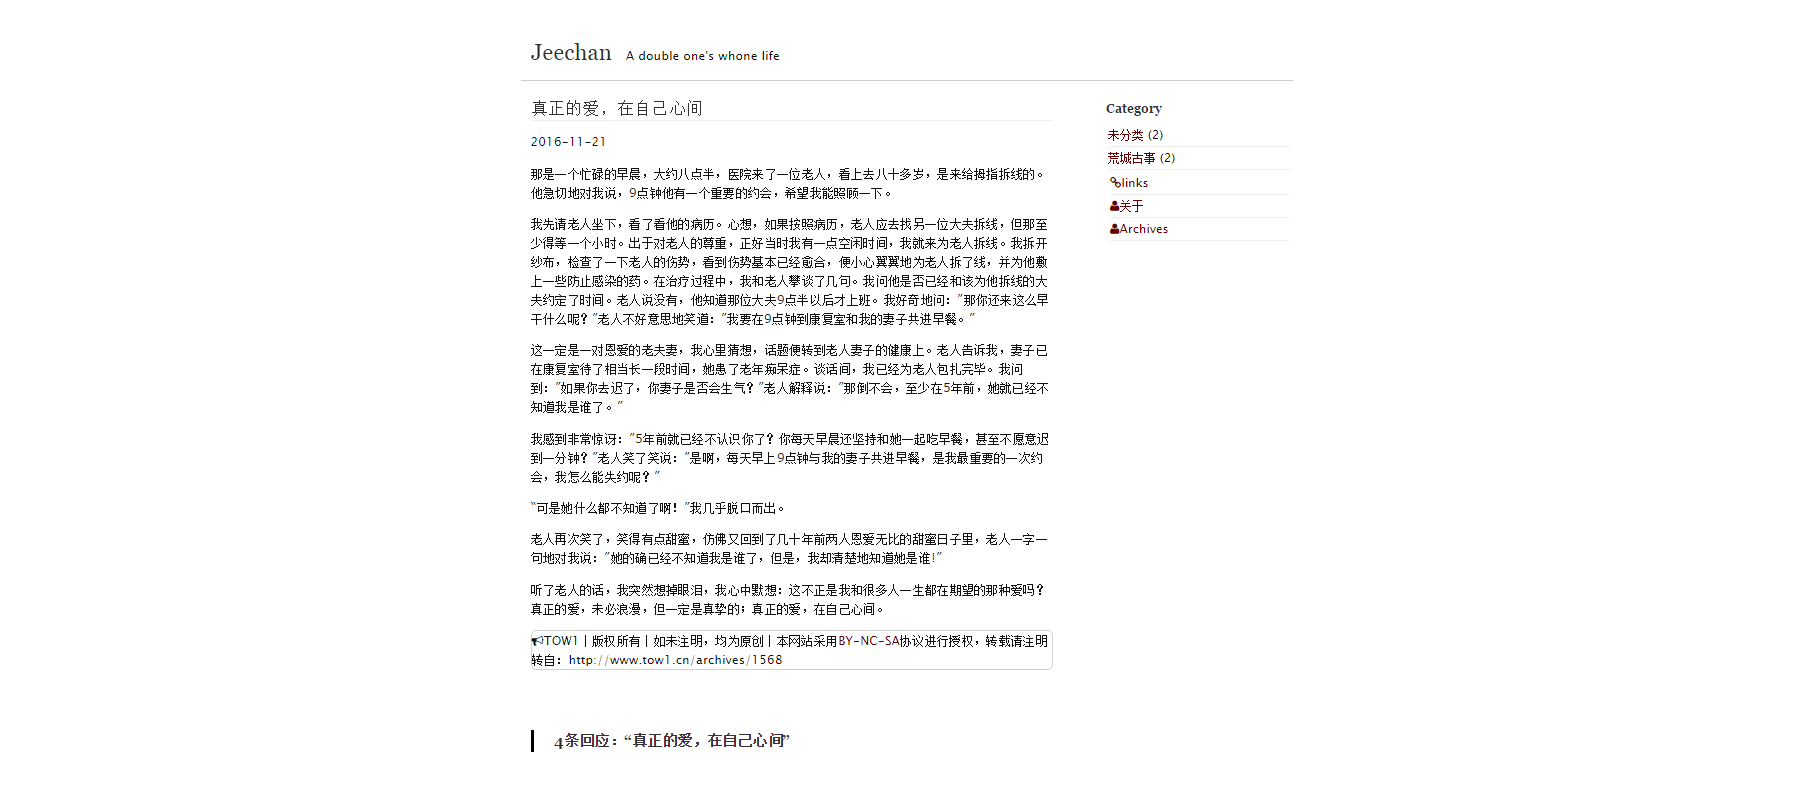 Jeechan A double one's whone life
真正的爱，在自己心间
2016-11-21
那是一个忙碌的早晨，大约八点半，医院来了一位老人，看上去八十多岁，是来给拇指拆线的。
他急切地对我说，9点钟他有一个重要的约会，希望我能照顾一下。
我先请老人坐下，看了看他的病历。心想，如果按照病历，老人应去找另一位大夫拆线，但那至
少得等一个小时。出于对老人的尊重，正好当时我有一点空闲时间，我就来为老人拆线。我拆开
纱布，检查了一下老人的伤势，看到伤势基本已经愈合，便小心翼翼地为老人拆了线，并为他敷
上一些防止感染的药。在治疗过程中，我和老人攀谈了几句。我问他是否已经和该为他拆线的大
夫约定了时间。老人说没有，他知道那位大夫9点半以后才上班。我好奇地问：“那你还来这么早
干什么呢？”老人不好意思地笑道：“我要在9点钟到康复室和我的妻子共进早餐。”
这一定是一对恩爱的老夫妻，我心里猜想，话题便转到老人妻子的健康上。老人告诉我，妻子已
在康复室待了相当长一段时间，她患了老年痴呆症。谈话间，我已经为老人包扎完毕。我问
到：“如果你去迟了，你妻子是否会生气？”老人解释说：“那倒不会，至少在5年前，她就已经不
知道我是谁了。”
我感到非常惊讶：“5年前就已经不认识你了？你每天早晨还坚持和她一起吃早餐，甚至不愿意迟
到一分钟？”老人笑了笑说：“是啊，每天早上9点钟与我的妻子共进早餐，是我最重要的一次约
会，我怎么能失约呢？”
“可是她什么都不知道了啊！”我几乎脱口而出。
老人再次笑了，笑得有点甜蜜，仿佛又回到了几十年前两人恩爱无比的甜蜜日子里，老人一字一
句地对我说：“她的确已经不知道我是谁了，但是，我却清楚地知道她是谁!”
听了老人的话，我突然想掉眼泪，我心中默想：这不正是我和很多人一生都在期望的那种爱吗？
真正的爱，未必浪漫，但一定是真挚的；真正的爱，在自己心间。
TOW1丨版权所有丨如未注明，均为原创丨本网站采用BY-NC-SA协议进行授权，转载请注明
转自：http://www.tow1.cn/archives/1568
4条回应：“真正的爱，在自己心间”
Category
未分类 (2)
荒城古事 (2)
links
关于
Archives